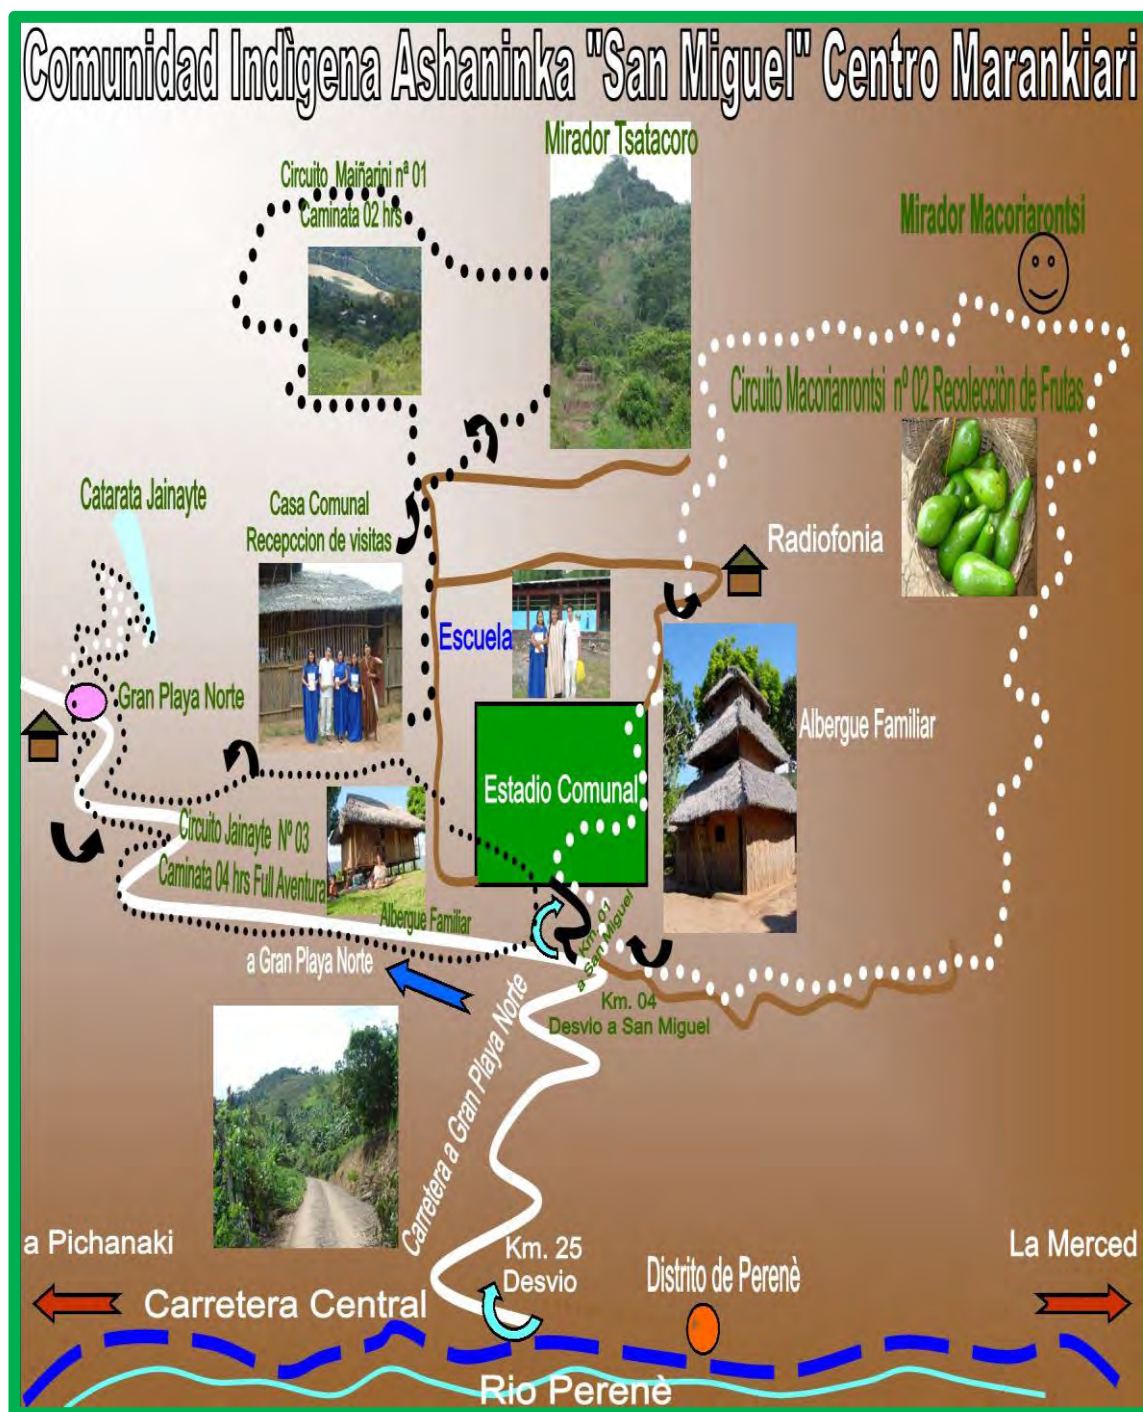 Comunidad Indìgena Ashaninka "San Miguel" Centro Marankiari
Mirador Tsatacoro
Circuito Maiñarini nª 01
Caminata 02 hrs
Mirador Macoriarontsi
Circuito Macorianrontsi nº 02 Recolecciòn de Frutas
Catarata Jainayte
Casa Comunal
Recepccion de visitas
Radiofonia
Escuela
Gran Playa Norte
Albergue Familiar
Estadio Comunal
Circuito Jainayte Nº 03
Caminata 04 hrs Full Aventura
Albergue Familiar
a Gran Playa Norte
Km. 01
a San Miguel
Km. 04
Desvio a San Miguel
Carretera a Gran Playa Norte
a Pichanaki
Km. 25
Desvio
Distrito de Perenè
La Merced
Carretera Central
Rio Perenè